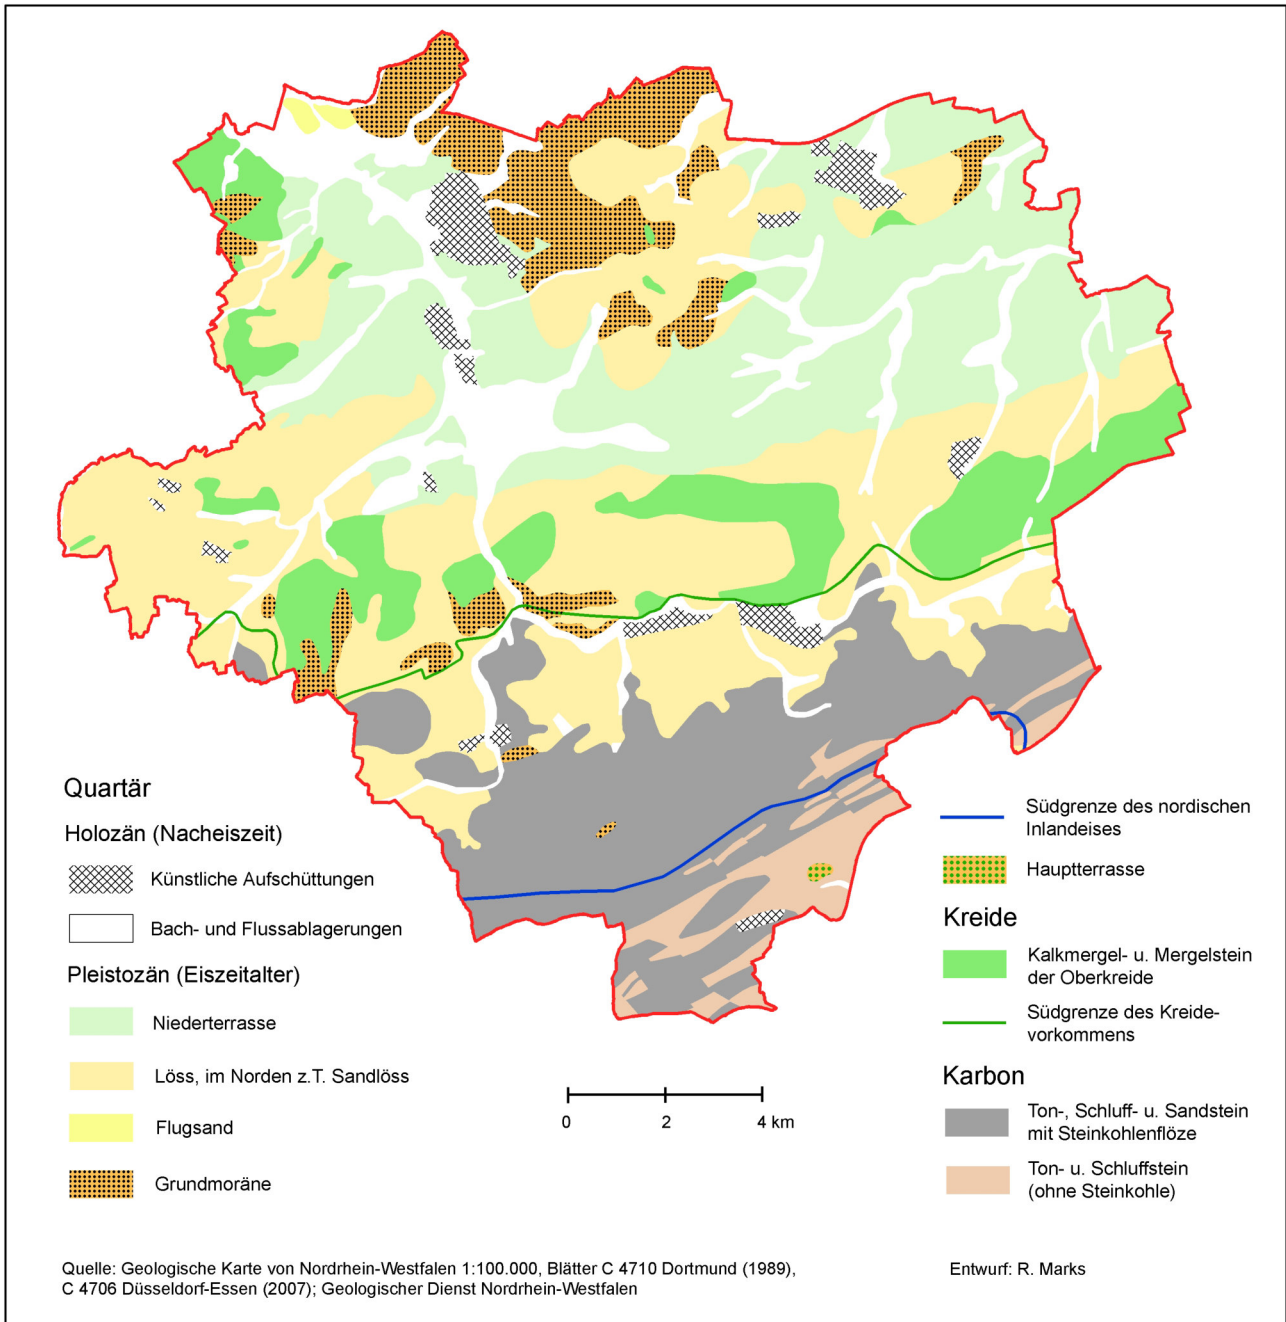 Quartär
Holozän (Nacheiszeit)
Künstliche Aufschüttungen
Bach- und Flussablagerungen
Pleistozän (Eiszeitalter)
Niederterrasse
Löss, im Norden z.T. Sandlöss
Flugsand
Grundmoräne
0 2 4 km
Südgrenze des nordischen
Inlandeises
Hauptterrasse
Kreide
Kalkmergel- u. Mergelstein
der Oberkreide
Südgrenze des Kreide-
vorkommens
Karbon
Ton-, Schluff- u. Sandstein
mit Steinkohlenflöze
Ton- u. Schluffstein
(ohne Steinkohle)
Quelle: Geologische Karte von Nordrhein-Westfalen 1:100.000, Blätter C 4710 Dortmund (1989),
C 4706 Düsseldorf-Essen (2007); Geologischer Dienst Nordrhein-Westfalen
Entwurf: R. Marks